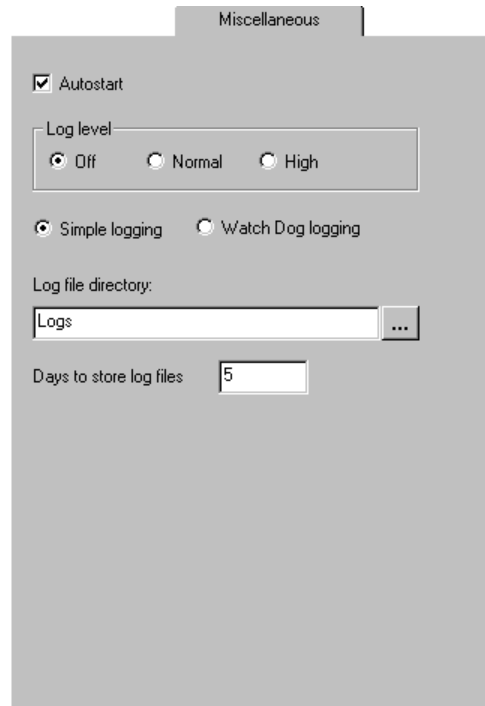 Miscellaneous
Autostart
Log level
Off Normal High
Simple logging Watch Dog logging
Log file directory:
Logs ...
Days to store log files 5